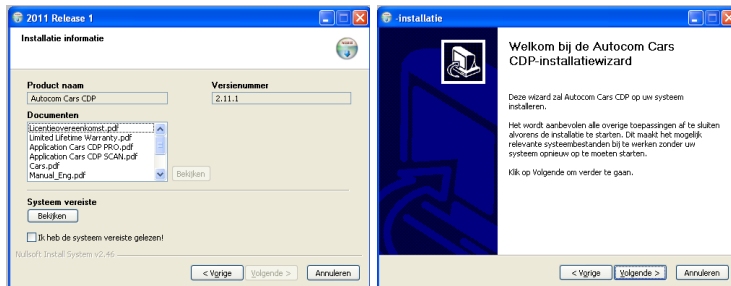 2011 Release 1
Installatie informatie
Product naam
Versienummer
Autocom Cars CDP
2.11.1
Documenten
Licentieovereenkomst.pdf
Limited Lifetime Warranty.pdf
Application Cars CDP PRO.pdf
Application Cars CDP SCAN.pdf
Cars.pdf
Manual_Eng.pdf
Bekijken
Systeem vereiste
Bekijken
Ik heb de systeem vereiste gelezen!
Nullsoft Install System v2.46
< Vorige
Volgende >
Annuleren
-installatie
Welkom bij de Autocom Cars
CDP-installatiewizard
Deze wizard zal Autocom Cars CDP op uw systeem
installeren.
Het wordt aanbevolen alle overige toepassingen af te sluiten
alvorens de installatie te starten. Dit maakt het mogelijk
relevante systeembestanden bij te werken zonder uw
systeem opnieuw op te moeten starten.
Klik op Volgende om verder te gaan.
< Vorige
Volgende >
Annuleren